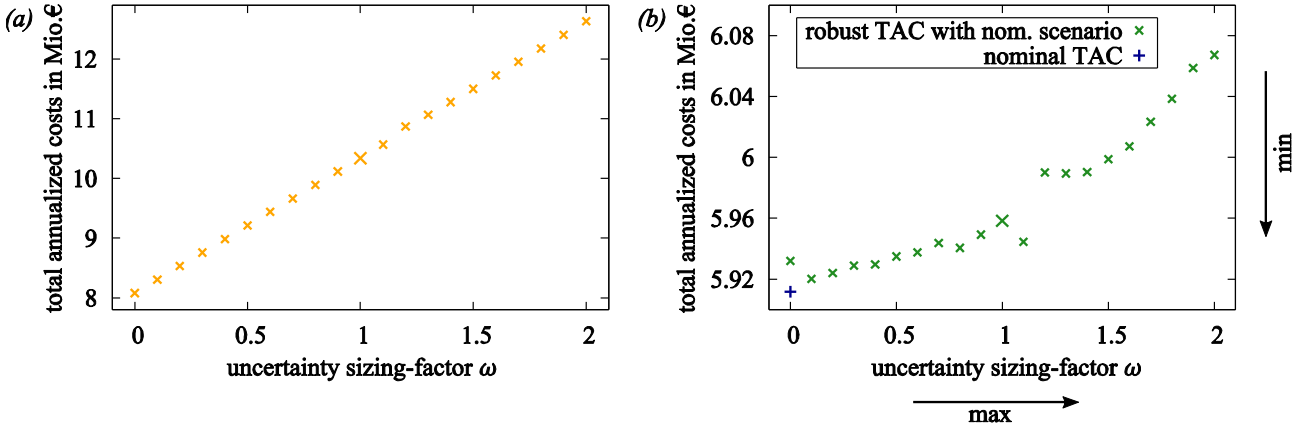 (a)
total annualized costs in Mio.€
12
11
10
9
8
0
0.5
1
1.5
2
uncertainty sizing-factor ω
(b)
total annualized costs in Mio.€
6.08
6.04
6
5.96
5.92
robust TAC with nom. scenario
nominal TAC
0
0.5
1
1.5
2
uncertainty sizing-factor ω
max
min